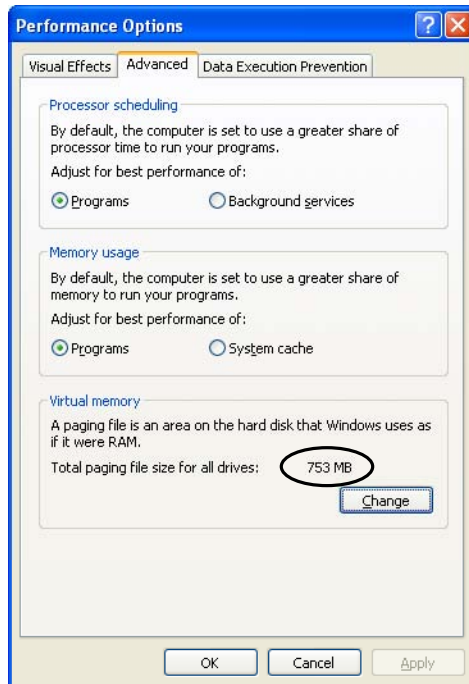 Performance Options
?
Visual Effects Advanced Data Execution Prevention
Processor scheduling
By default, the computer is set to use a greater share of
processor time to run your programs.
Adjust for best performance of:
Programs Background services
Memory usage
By default, the computer is set to use a greater share of
memory to run your programs.
Adjust for best performance of:
Programs System cache
Virtual memory
A paging file is an area on the hard disk that Windows uses as
if it were RAM.
Total paging file size for all drives: 753 MB
Change
OK Cancel Apply